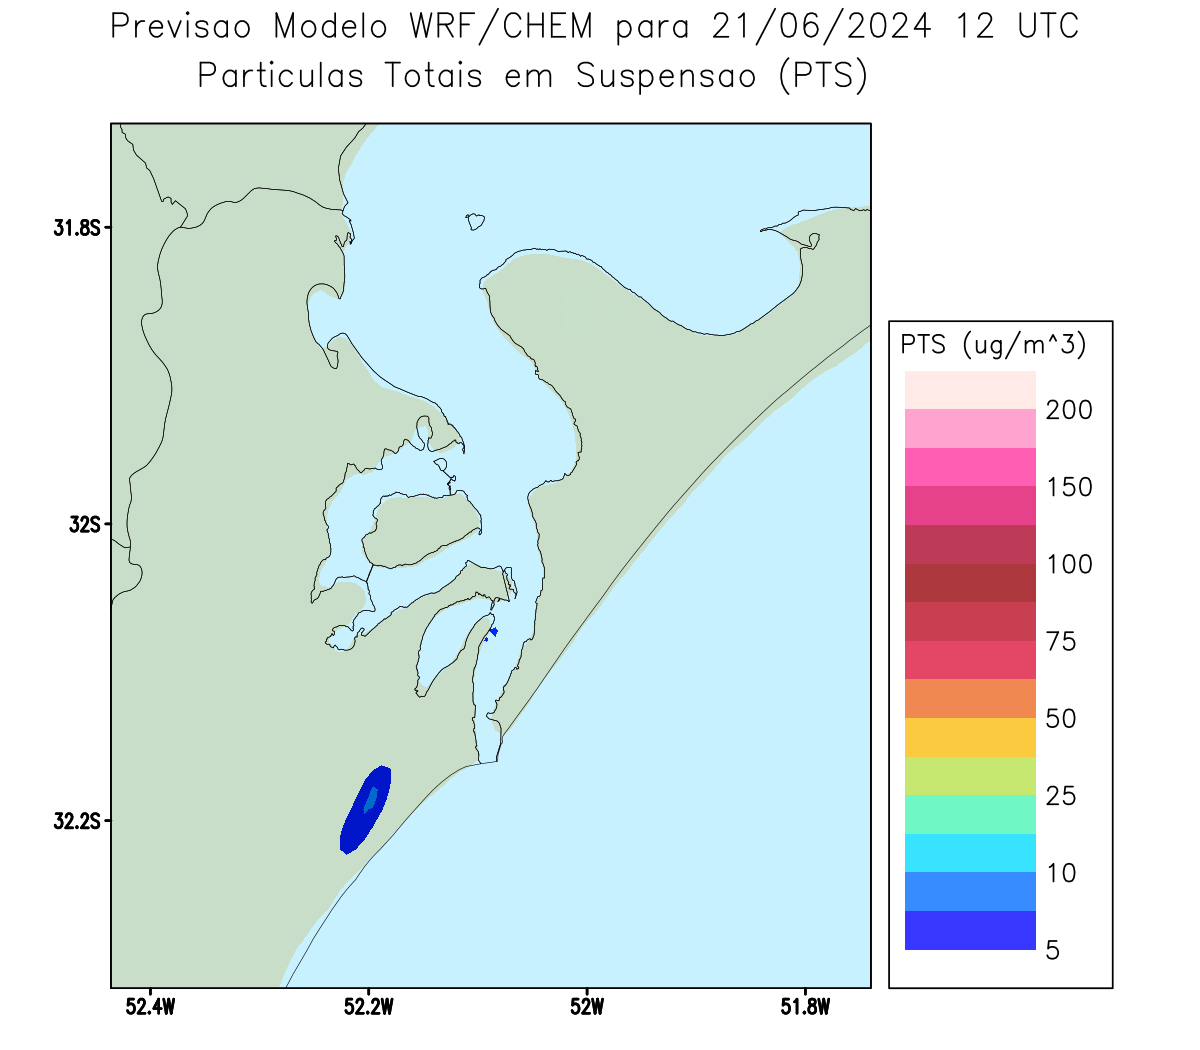 Previsao Modelo WRF/CHEM para 21/06/2024 12 UTC
Particulas Totais em Suspensao (PTS)
31.8S
32S
32.2S
52.4W
52.2W
52W
51.8W
PTS (ug/m^3)
200
150
100
75
50
25
10
5